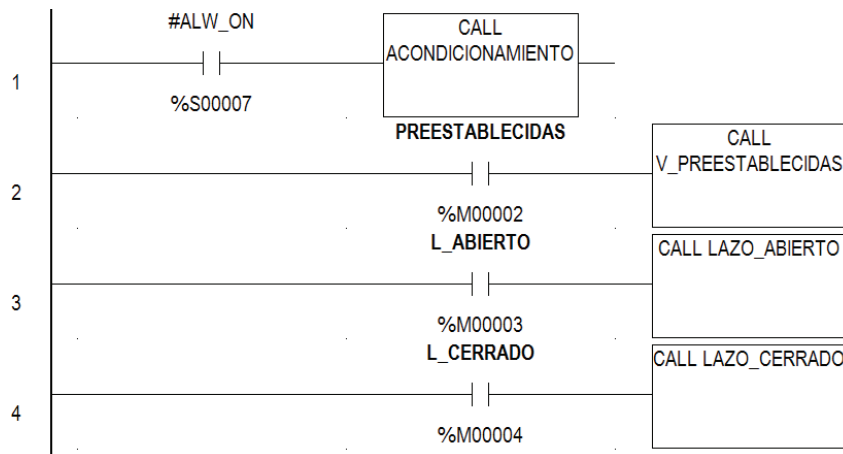 #ALW_ON
CALL
ACONDICIONAMIENTO
1
%S00007
PREESTABLECIDAS
CALL
V_PREESTABLECIDAS
2
%M00002
L_ABIERTO
CALL LAZO_ABIERTO
3
%M00003
L_CERRADO
CALL LAZO_CERRADO
4
%M00004